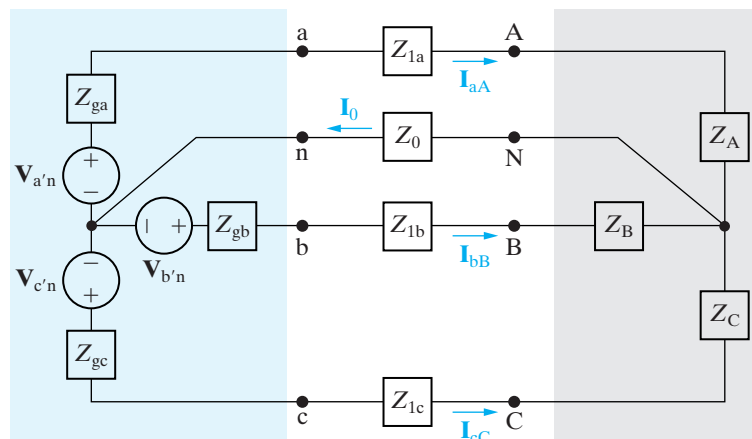 a Z1a A
IaA
Zga
I0
n Z0 N
ZA
+
Va′n
−
− + Zgb b Z1b B ZB
IbB
Vb′n
−
Vc′n
+
ZC
Zgc
c Z1c C
IcC